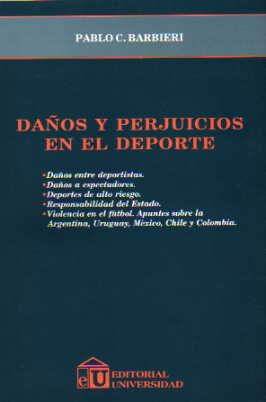 PABLO C. BARBIERI
DAÑOS Y PERJUICIOS
EN EL DEPORTE
•Daños entre deportistas.
•Daños a espectadores.
•Deportes de alto riesgo.
•Responsabilidad del Estado.
•Violencia en el fútbol. Apuntes sobre la
Argentina, Uruguay, México, Chile y Colombia.
eU EDITORIAL
UNIVERSIDAD